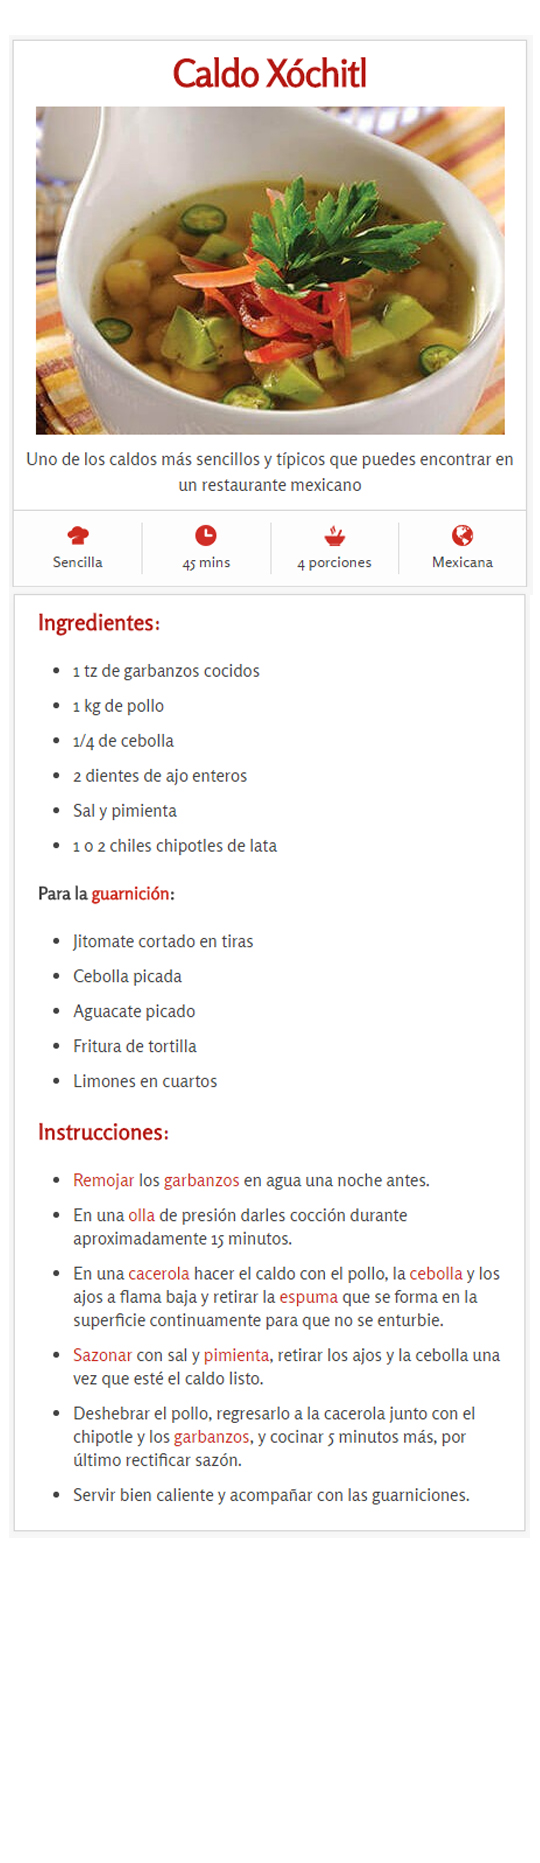 Caldo Xóchitl
Uno de los caldos más sencillos y típicos que puedes encontrar en
un restaurante mexicano
Sencilla
45 mins
4 porciones
Mexicana
Ingredientes:
• 1 tz de garbanzos cocidos
• 1 kg de pollo
• 1/4 de cebolla
• 2 dientes de ajo enteros
• Sal y pimienta
• 1 o 2 chiles chipotles de lata
Para la guarnición:
• Jitomate cortado en tiras
• Cebolla picada
• Aguacate picado
• Fritura de tortilla
• Limones en cuartos
Instrucciones:
• Remojar los garbanzos en agua una noche antes.
• En una olla de presión darles cocción durante
aproximadamente 15 minutos.
• En una cacerola hacer el caldo con el pollo, la cebolla y los
ajos a flama baja y retirar la espuma que se forma en la
superficie continuamente para que no se enturbie.
• Sazonar con sal y pimienta, retirar los ajos y la cebolla una
vez que esté el caldo listo.
• Deshebrar el pollo, regresarlo a la cacerola junto con el
chipotle y los garbanzos, y cocinar 5 minutos más, por
último rectificar sazón.
• Servir bien caliente y acompañar con las guarniciones.